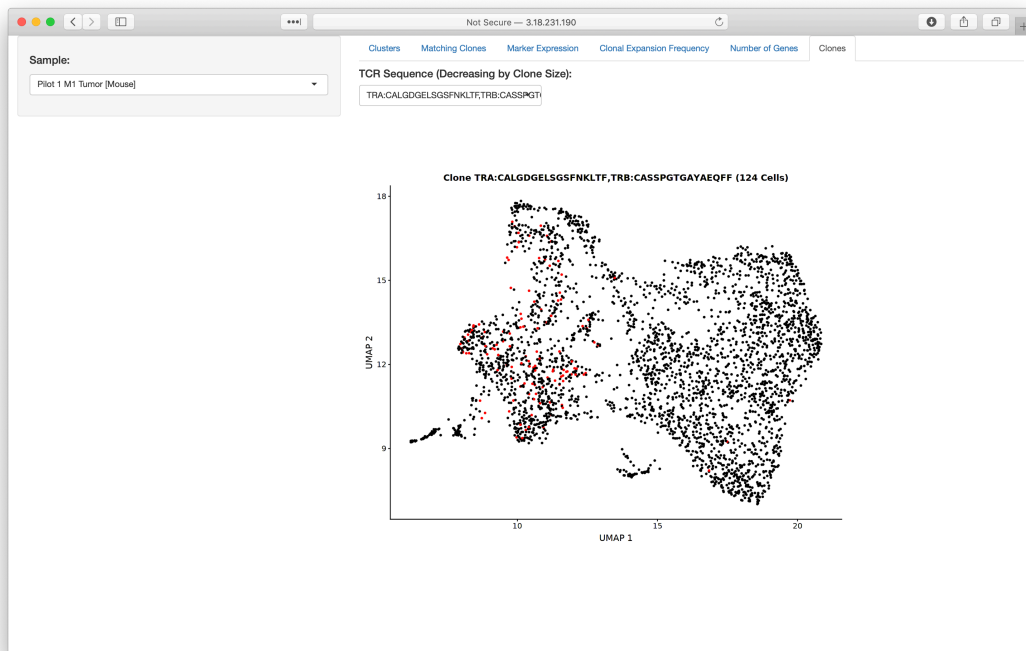 Not Secure — 3.18.231.190
Sample:
Pilot 1 M1 Tumor [Mouse]
Clusters Matching Clones Marker Expression Clonal Expansion Frequency Number of Genes Clones
TCR Sequence (Decreasing by Clone Size):
TRA:CALGDGELSGSFNKLTF,TRB:CASSPGT
Clone TRA:CALGDGELSGSFNKLTF,TRB:CASSPGTGAYAEQFF (124 Cells)
18
15
12
9
UMAP 2
10 15 20
UMAP 1